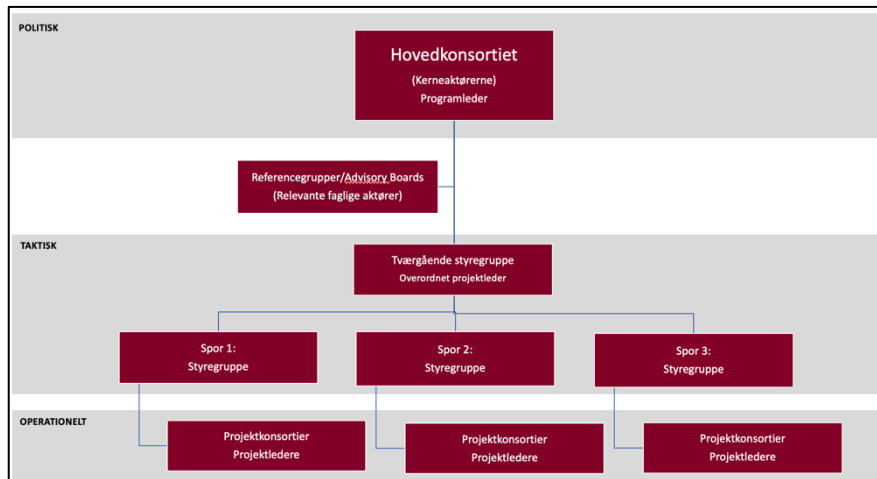 POLITISK
Hovedkonsortiet
(Kerneaktørerne)
Programleder
Referencegrupper/Advisory Boards
(Relevante faglige aktører)
TAKTISK
Tværgående styregruppe
Overordnet projektleder
Spor 1:
Styregruppe
Spor 2:
Styregruppe
Spor 3:
Styregruppe
OPERATIONELT
Projektkonsortier
Projektledere
Projektkonsortier
Projektledere
Projektkonsortier
Projektledere